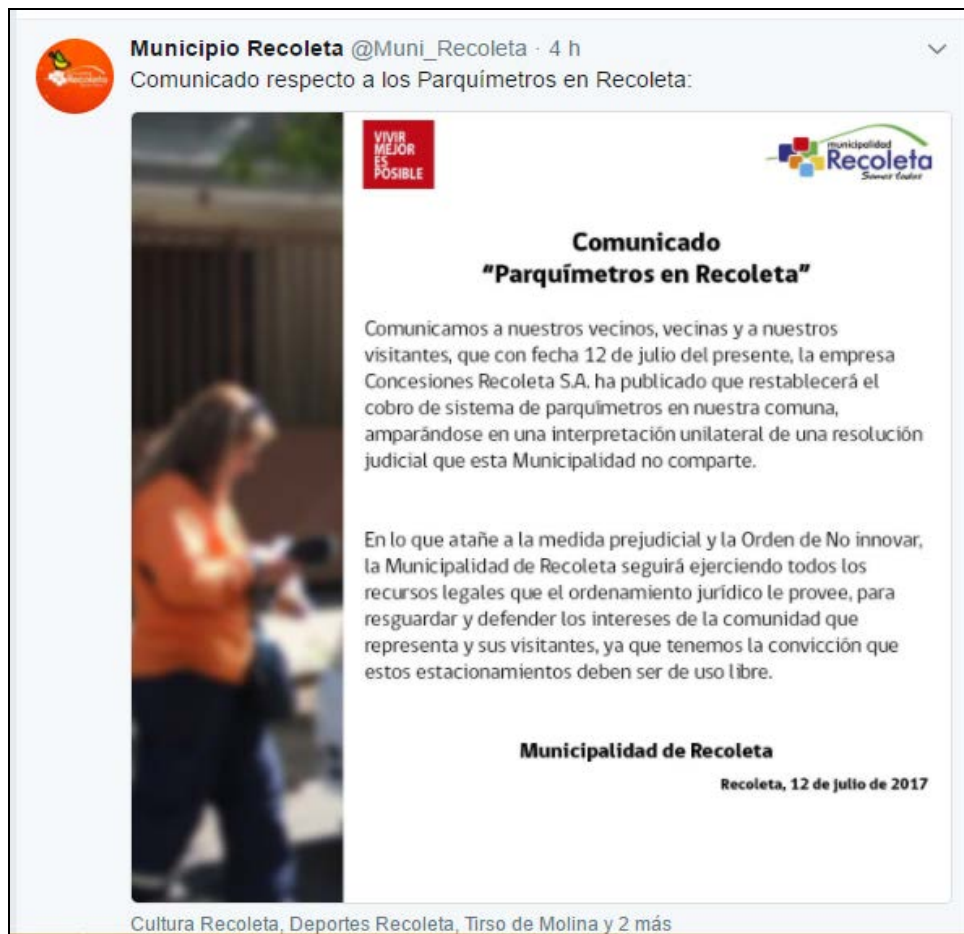 Municipio Recoleta @Muni_Recoleta · 4 h
Comunicado respecto a los Parquímetros en Recoleta:
VIVIR
MEJOR
ES
POSIBLE
municipalidad
Recoleta
Somos todos
Comunicado
"Parquímetros en Recoleta"
Comunicamos a nuestros vecinos, vecinas y a nuestros
visitantes, que con fecha 12 de julio del presente, la empresa
Concesiones Recoleta S.A. ha publicado que restablecerá el
cobro de sistema de parquímetros en nuestra comuna,
amparándose en una interpretación unilateral de una resolución
judicial que esta Municipalidad no comparte.
En lo que atañe a la medida prejudicial y la Orden de No innovar,
la Municipalidad de Recoleta seguirá ejerciendo todos los
recursos legales que el ordenamiento jurídico le provee, para
resguardar y defender los intereses de la comunidad que
representa y sus visitantes, ya que tenemos la convicción que
estos estacionamientos deben ser de uso libre.
Municipalidad de Recoleta
Recoleta, 12 de julio de 2017
Cultura Recoleta, Deportes Recoleta, Tirso de Molina y 2 más